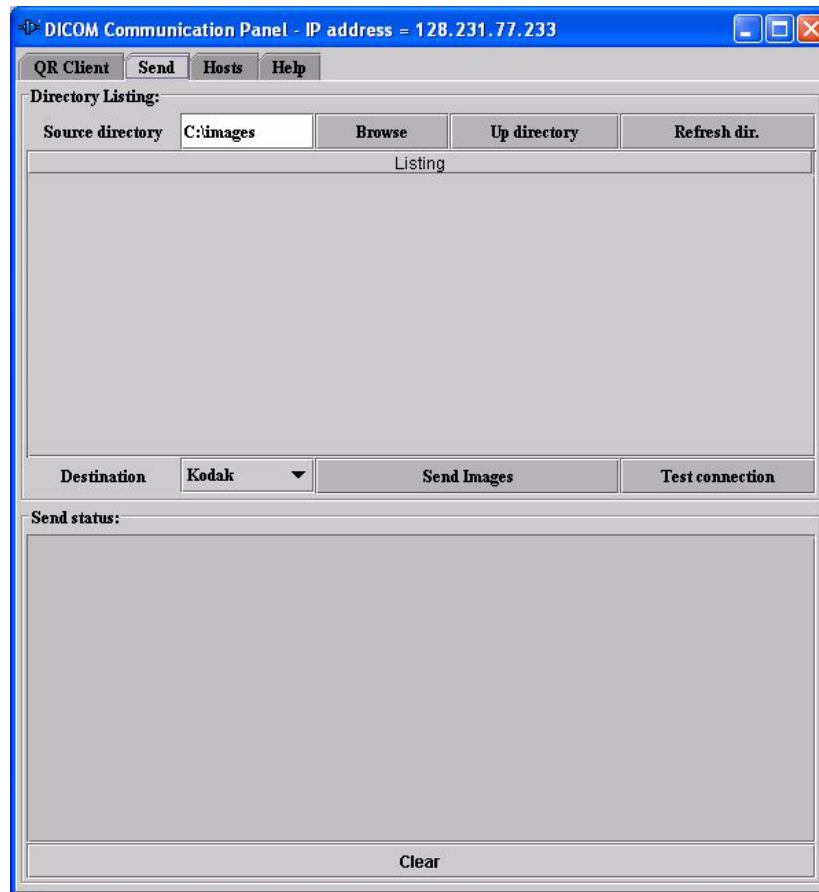 DICOM Communication Panel - IP address = 128.231.77.233
QR Client Send Hosts Help
Directory Listing:
Source directory C:\images Browse Up directory Refresh dir.
Listing
Destination Kodak Send Images Test connection
Send status:
Clear